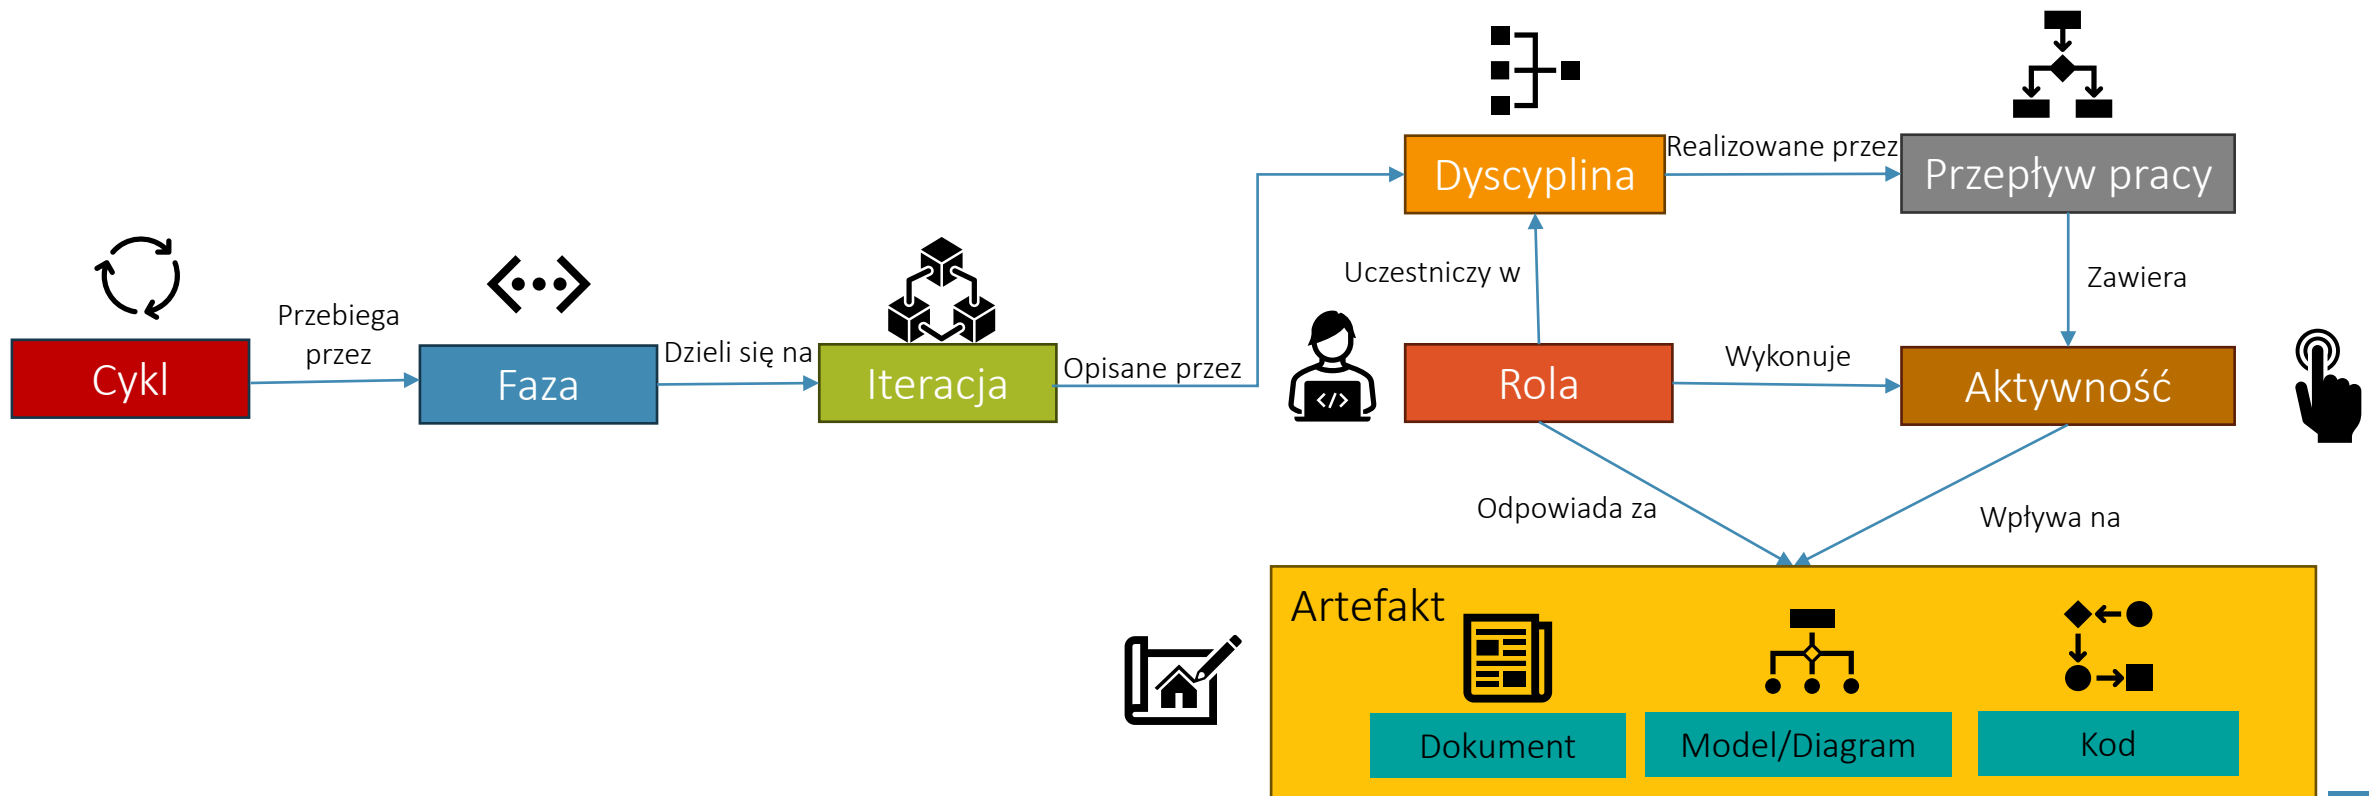 Dyscyplina
Realizowane przez
Przepływ pracy
Uczestniczy w
Zawiera
Cykl
Przebiega
przez
Faza
Dzieli się na
Iteracja
Opisane przez
Rola
Wykonuje
Aktywność
</>
Odpowiada za
Wpływa na
Artefakt
Dokument
Model/Diagram
Kod